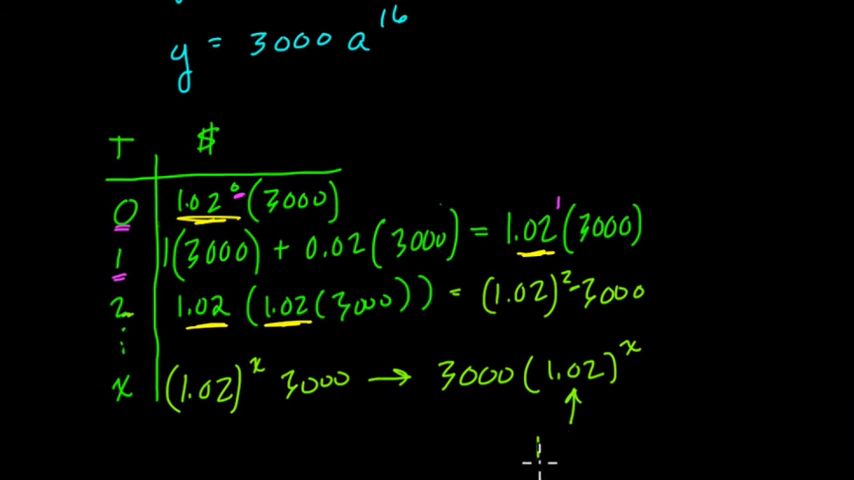 y = 3000 a^16
T $
0 1.02^0 (3000)
1 1(3000) + 0.02(3000) = 1.02^1 (3000)
2 1.02 (1.02(3000)) = (1.02)^2 - 3000
⋮
x (1.02)^x 3000 → 3000(1.02)^x